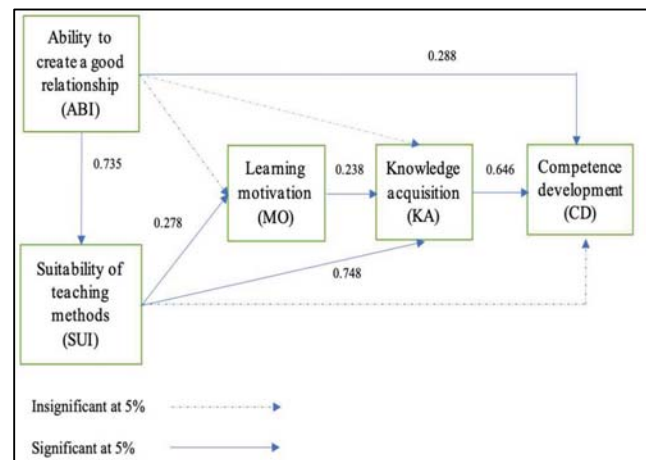 Ability to
create a good
relationship
(ABI)
0.288
0.735
Learning
motivation
(MO)
0.238
Knowledge
acquisition
(KA)
0.646
Competence
development
(CD)
0.278
0.748
Suitability of
teaching
methods
(SUI)
Insignificant at 5%
Significant at 5%